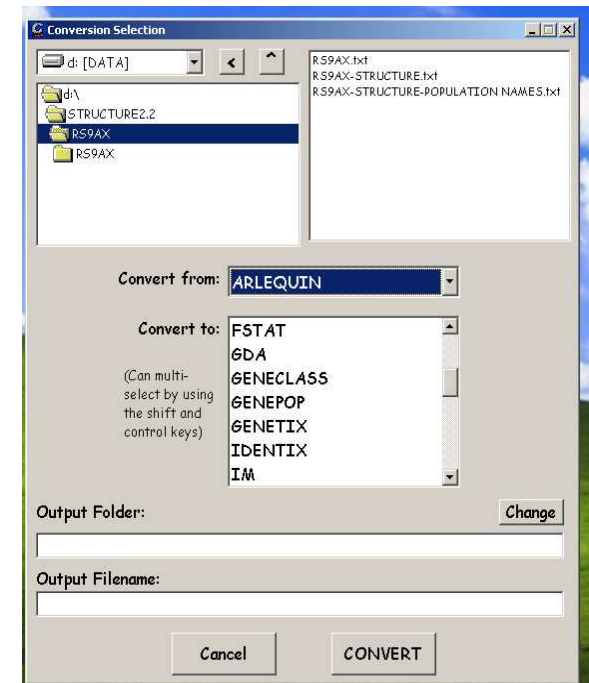 Conversion Selection
d: [DATA]
<
^
d:\
STRUCTURE2.2
RS9AX
RS9AX
RS9AX.txt
RS9AX-STRUCTURE.txt
RS9AX-STRUCTURE-POPULATION NAMES.txt
Convert from:
ARLEQUIN
Convert to:
(Can multi-
select by using
the shift and
control keys)
FSTAT
GDA
GENECLASS
GENEPOP
GENETIX
IDENTIX
IM
Output Folder:
Change
Output Filename:
Cancel
CONVERT